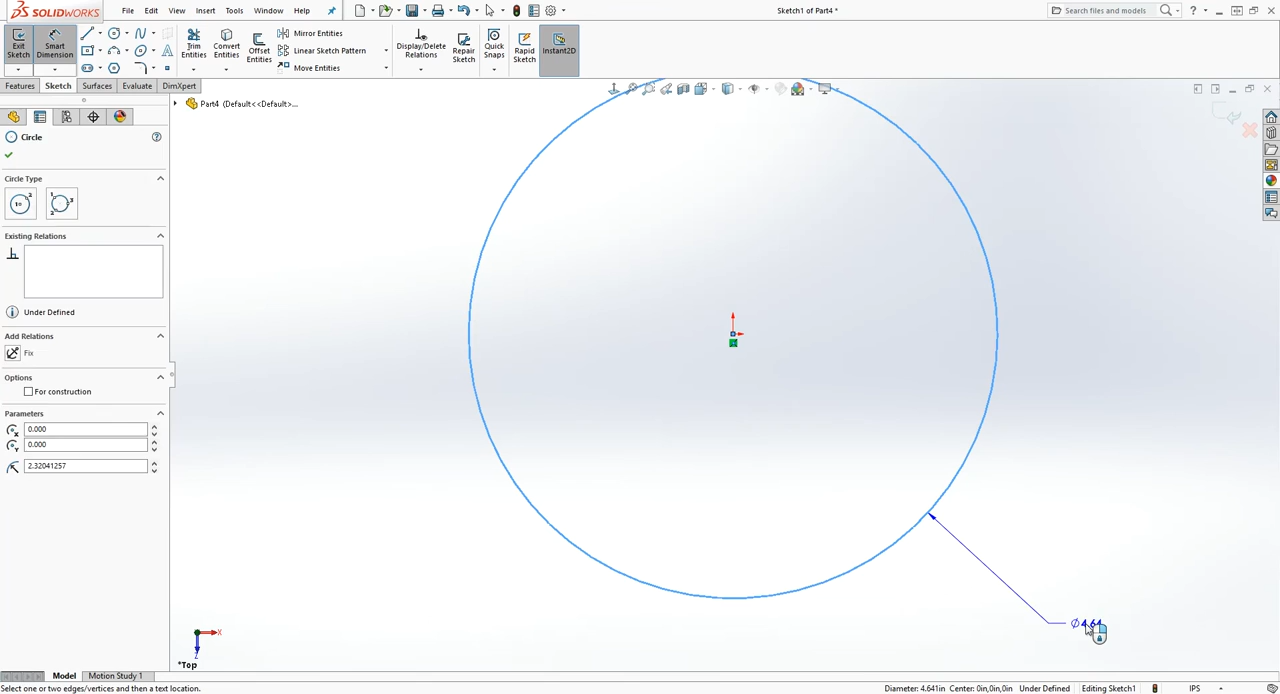 SOLIDWORKS
File Edit View Insert Tools Window Help
Sketch1 of Part4 *
Search files and models
Exit Sketch
Smart Dimension
Trim Entities
Convert Entities
Offset Entities
Mirror Entities
Linear Sketch Pattern
Move Entities
Display/Delete Relations
Repair Sketch
Quick Snaps
Rapid Sketch
Instant2D
Features Sketch Surfaces Evaluate DimXpert
Part4 (Default<<Default>...
Circle
Circle Type
Existing Relations
Under Defined
Add Relations
Fix
Options
For construction
Parameters
0.000
0.000
2.32041257
∅4.64
X
*Top
Model Motion Study 1
Select one or two edges/vertices and then a text location.
Diameter: 4.641in Center: 0in,0in,0in Under Defined Editing Sketch1 IPS